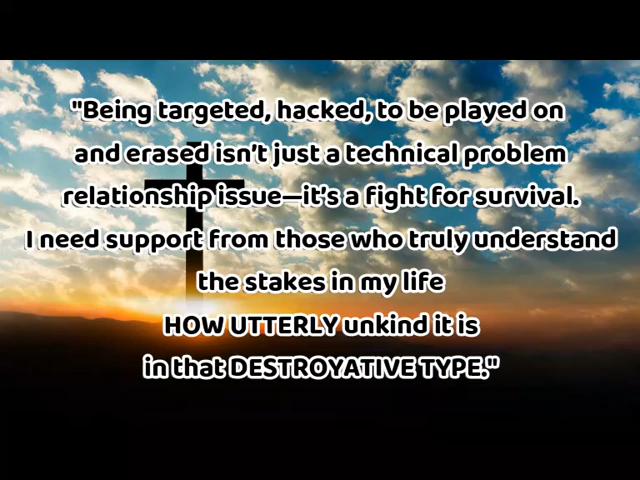 "Being targeted, hacked, to be played on
and erased isn't just a technical problem
relationship issue—it's a fight for survival.
I need support from those who truly understand
the stakes in my life
HOW UTTERLY unkind it is
in that DESTROYATIVE TYPE."